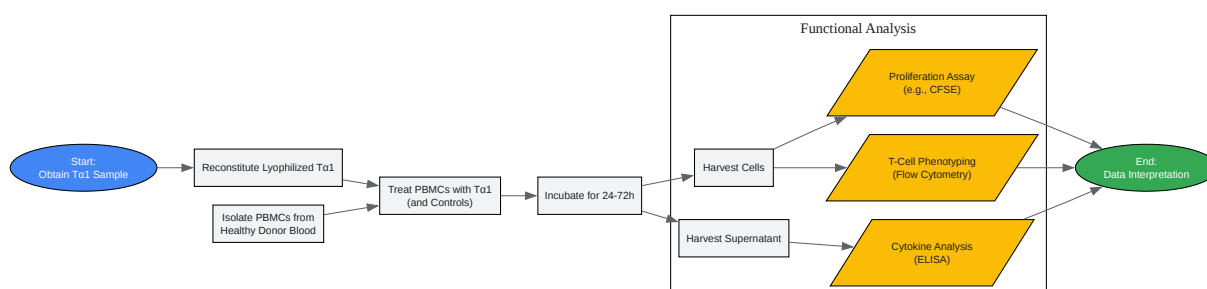 Functional Analysis
Proliferation Assay
(e.g., CFSE)
Start:
Obtain Tα1 Sample
Reconstitute Lyophilized Tα1
Harvest Cells
T-Cell Phenotyping
(Flow Cytometry)
End:
Data Interpretation
Treat PBMCs with Tα1
(and Controls)
Incubate for 24-72h
Isolate PBMCs from
Healthy Donor Blood
Harvest Supernatant
Cytokine Analysis
(ELISA)